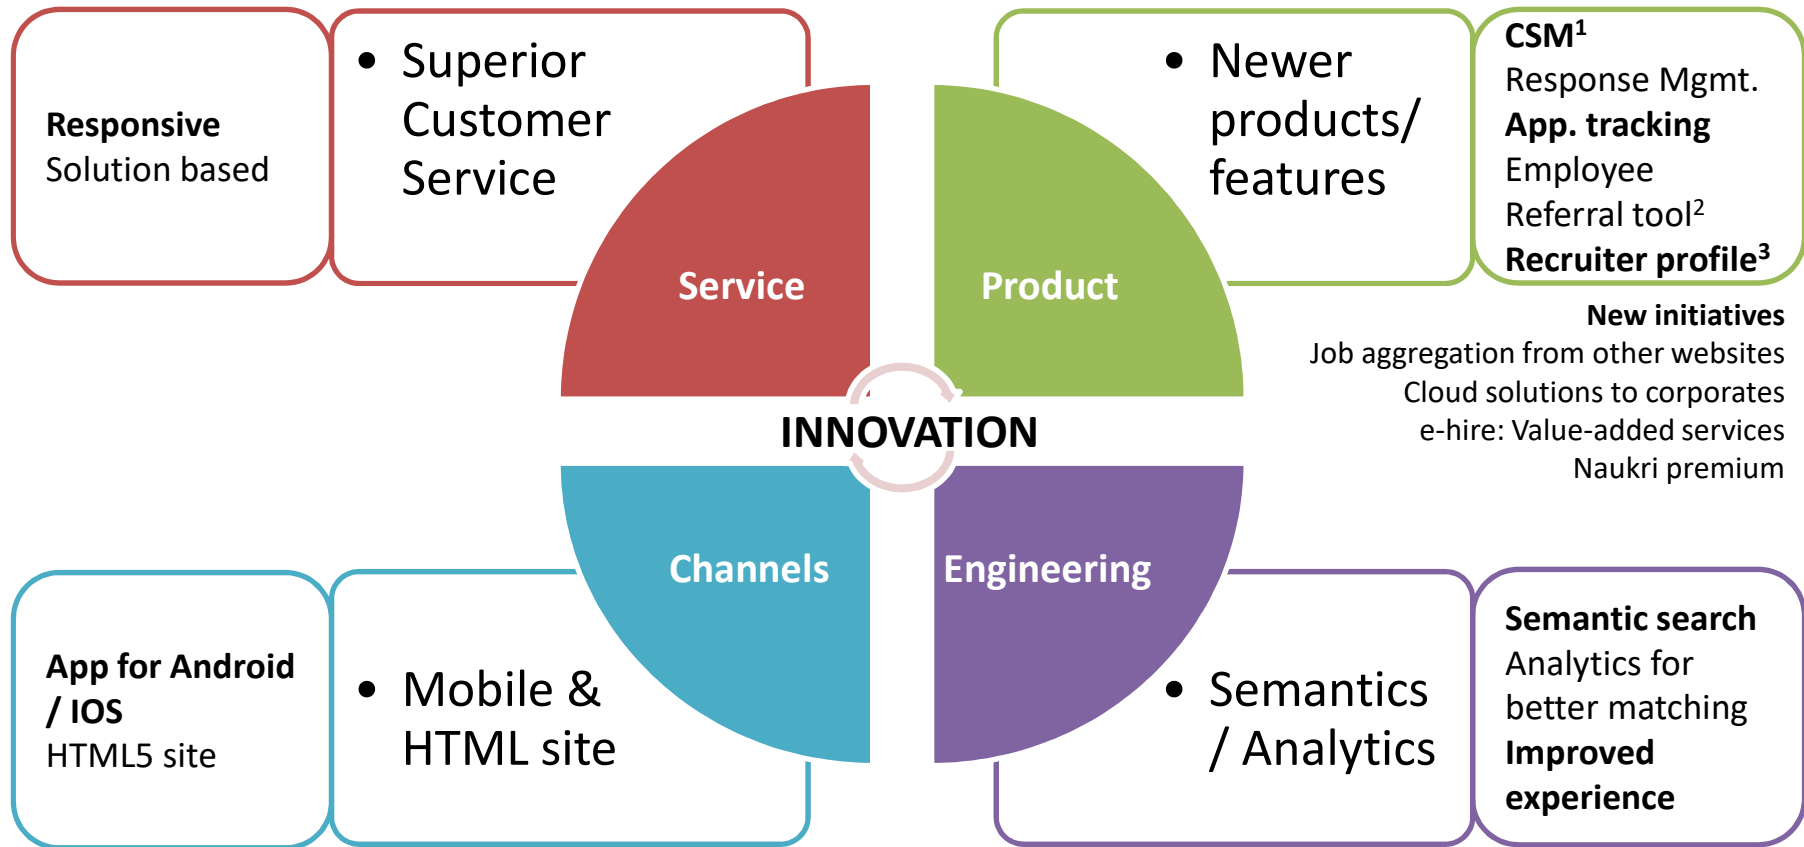 Responsive
Solution based
• Superior
Customer
Service
Service
• Newer
products/
features
Product
CSM¹
Response Mgmt.
App. tracking
Employee
Referral tool²
Recruiter profile³
New initiatives
Job aggregation from other websites
Cloud solutions to corporates
e-hire: Value-added services
Naukri premium
INNOVATION
App for Android
/ IOS
HTML5 site
• Mobile &
HTML site
Channels
Engineering
• Semantics
/ Analytics
Semantic search
Analytics for
better matching
Improved
experience